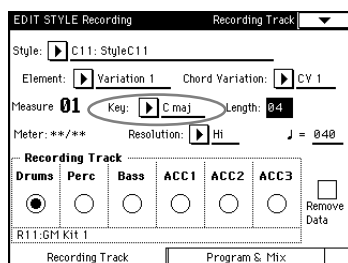 EDIT STYLE Recording Recording Track
Style: C11: StyleC11
Element: Variation 1 Chord Variation: CV 1
Measure 01 Key: C maj Length: 04
Meter: **/** Resolution: Hi ♩ = 040
Recording Track
Drums Perc Bass ACC1 ACC2 ACC3
Remove
Data
R11:GM Kit 1
Recording Track Program & Mix